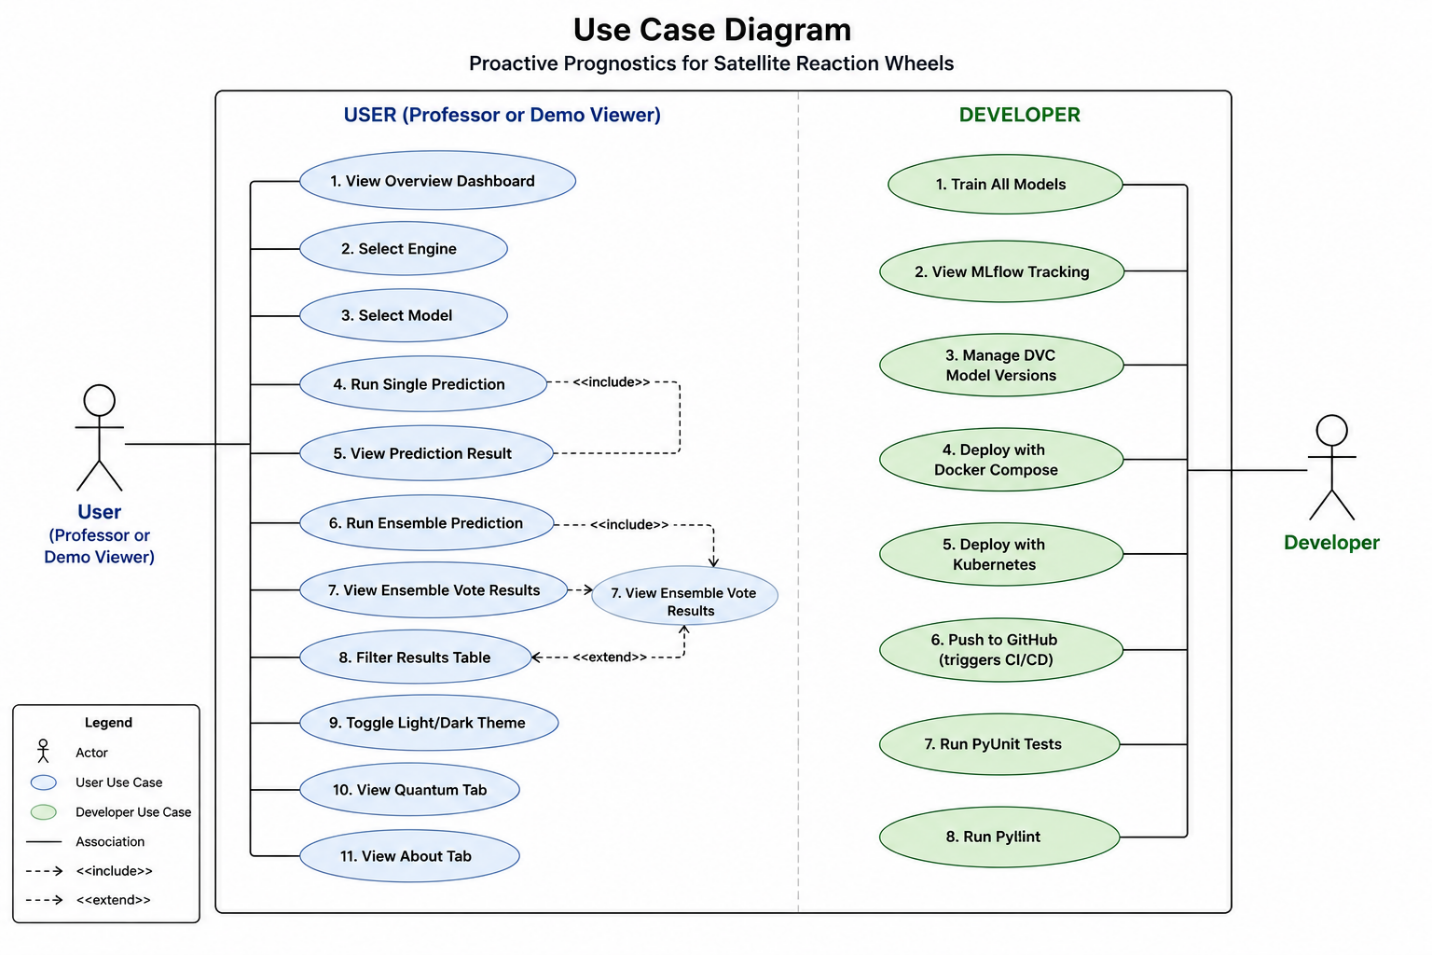 Use Case Diagram
Proactive Prognostics for Satellite Reaction Wheels
USER (Professor or Demo Viewer)
1. View Overview Dashboard
2. Select Engine
3. Select Model
4. Run Single Prediction
<<include>>
5. View Prediction Result
6. Run Ensemble Prediction
<<include>>
7. View Ensemble Vote Results
7. View Ensemble Vote
Results
8. Filter Results Table
<<extend>>
9. Toggle Light/Dark Theme
10. View Quantum Tab
11. View About Tab
DEVELOPER
1. Train All Models
2. View MLflow Tracking
3. Manage DVC
Model Versions
4. Deploy with
Docker Compose
5. Deploy with
Kubernetes
6. Push to GitHub
(triggers CI/CD)
7. Run PyUnit Tests
8. Run Pyllint
User
(Professor or
Demo Viewer)
Developer
Legend
Actor
User Use Case
Developer Use Case
Association
<<include>>
<<extend>>